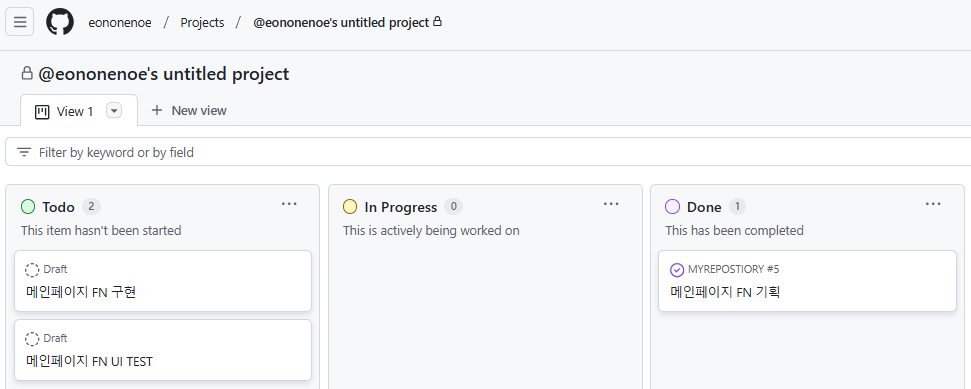 eononenoe / Projects / @eononenoe's untitled project
@eononenoe's untitled project
View 1 New view
Filter by keyword or by field
Todo 2
This item hasn't been started
Draft
메인페이지 FN 구현
Draft
메인페이지 FN UI TEST
In Progress 0
This is actively being worked on
Done 1
This has been completed
MYREPOSTIORY #5
메인페이지 FN 기획